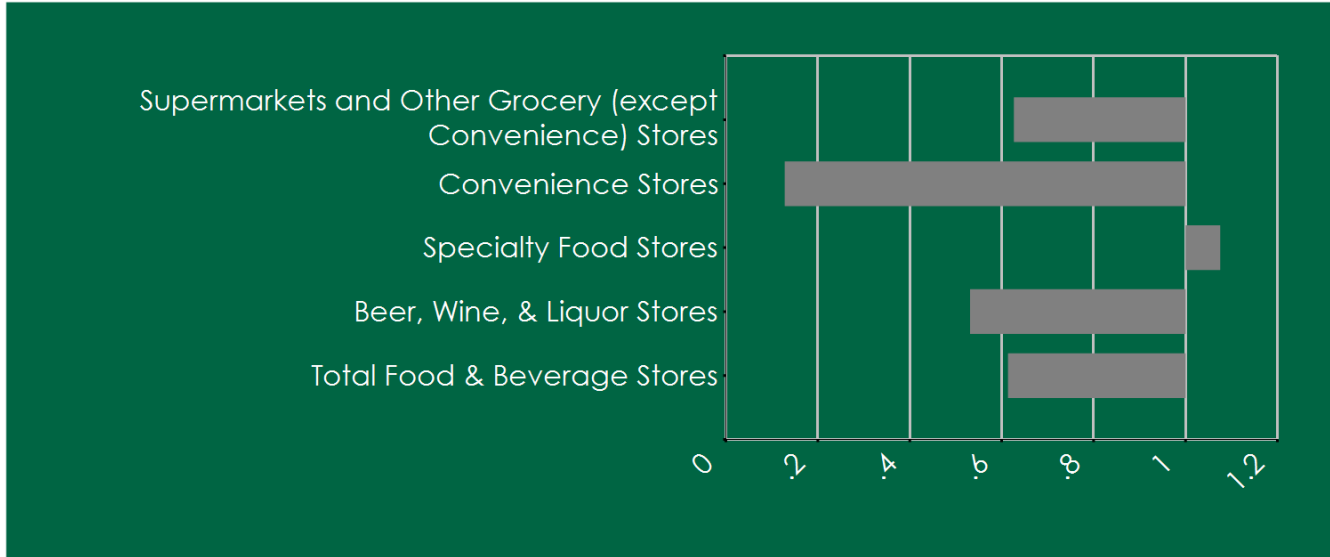 Supermarkets and Other Grocery (except
Convenience) Stores
Convenience Stores
Specialty Food Stores
Beer, Wine, & Liquor Stores
Total Food & Beverage Stores
0 .2 .4 .6 .8 1 1.2